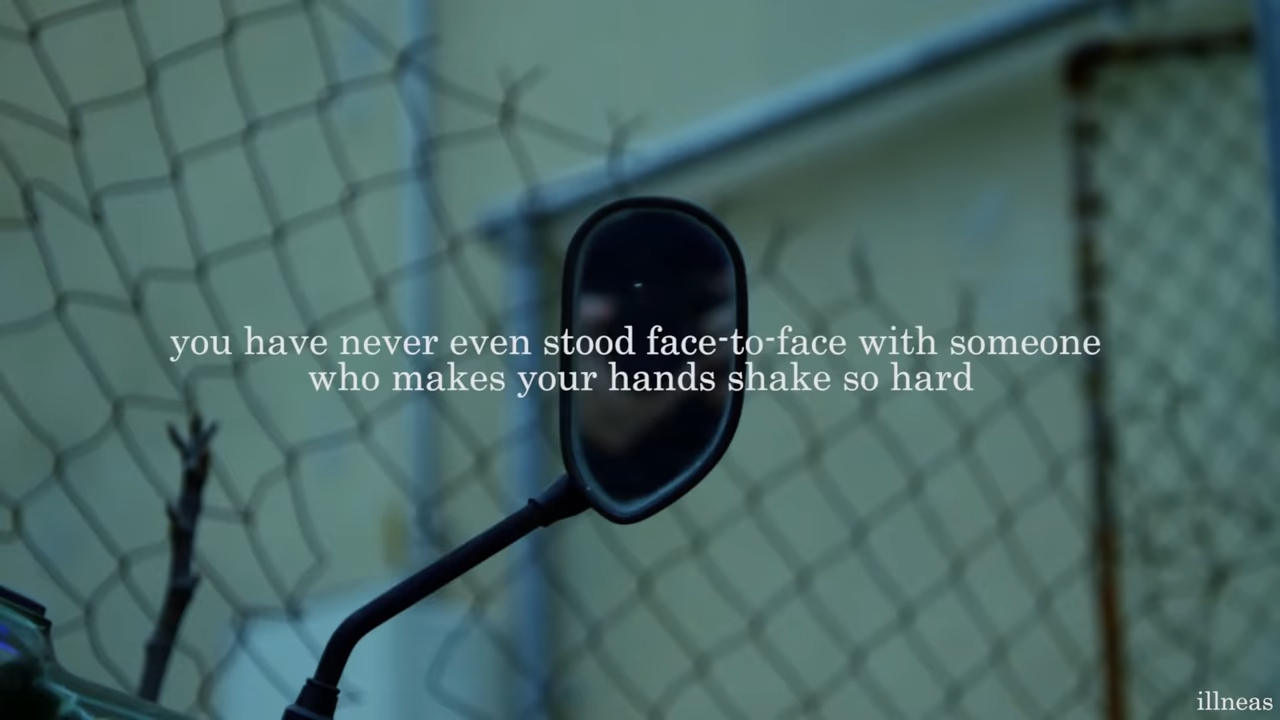 you have never even stood face-to-face with someone
who makes your hands shake so hard
illneas